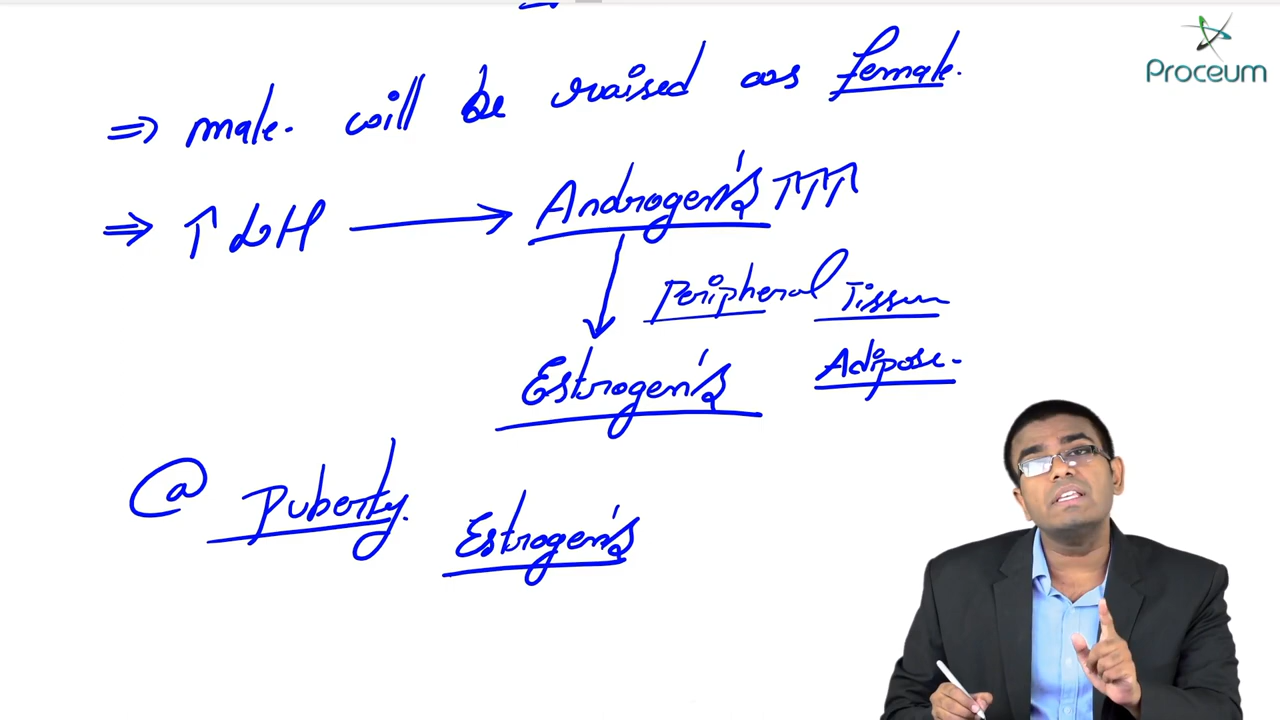 Proceum
⇒ male. will be raised as female.
⇒ ↑ LH ⟶ Androgen's ↑↑↑
↓ Peripheral Tissue
Adipose.
Estrogen's
@ Puberty.
Estrogen's